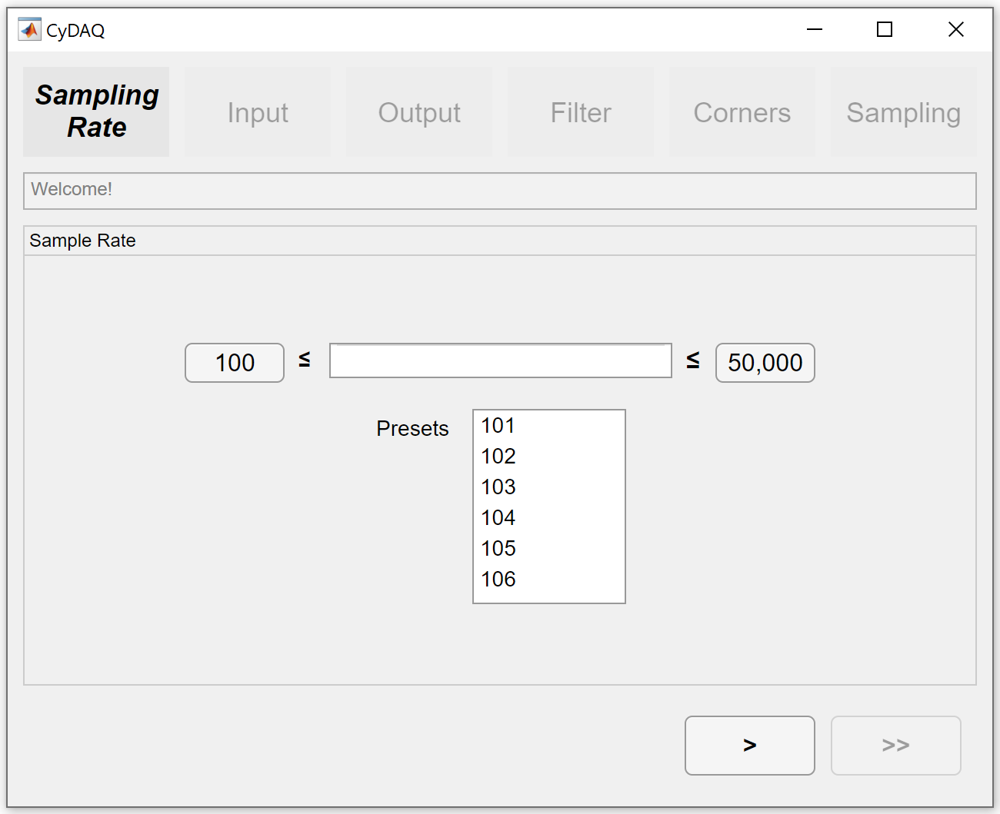 CyDAQ
Sampling Rate
Input
Output
Filter
Corners
Sampling
Welcome!
Sample Rate
100 ≤ ≤ 50,000
Presets
101
102
103
104
105
106
> >>